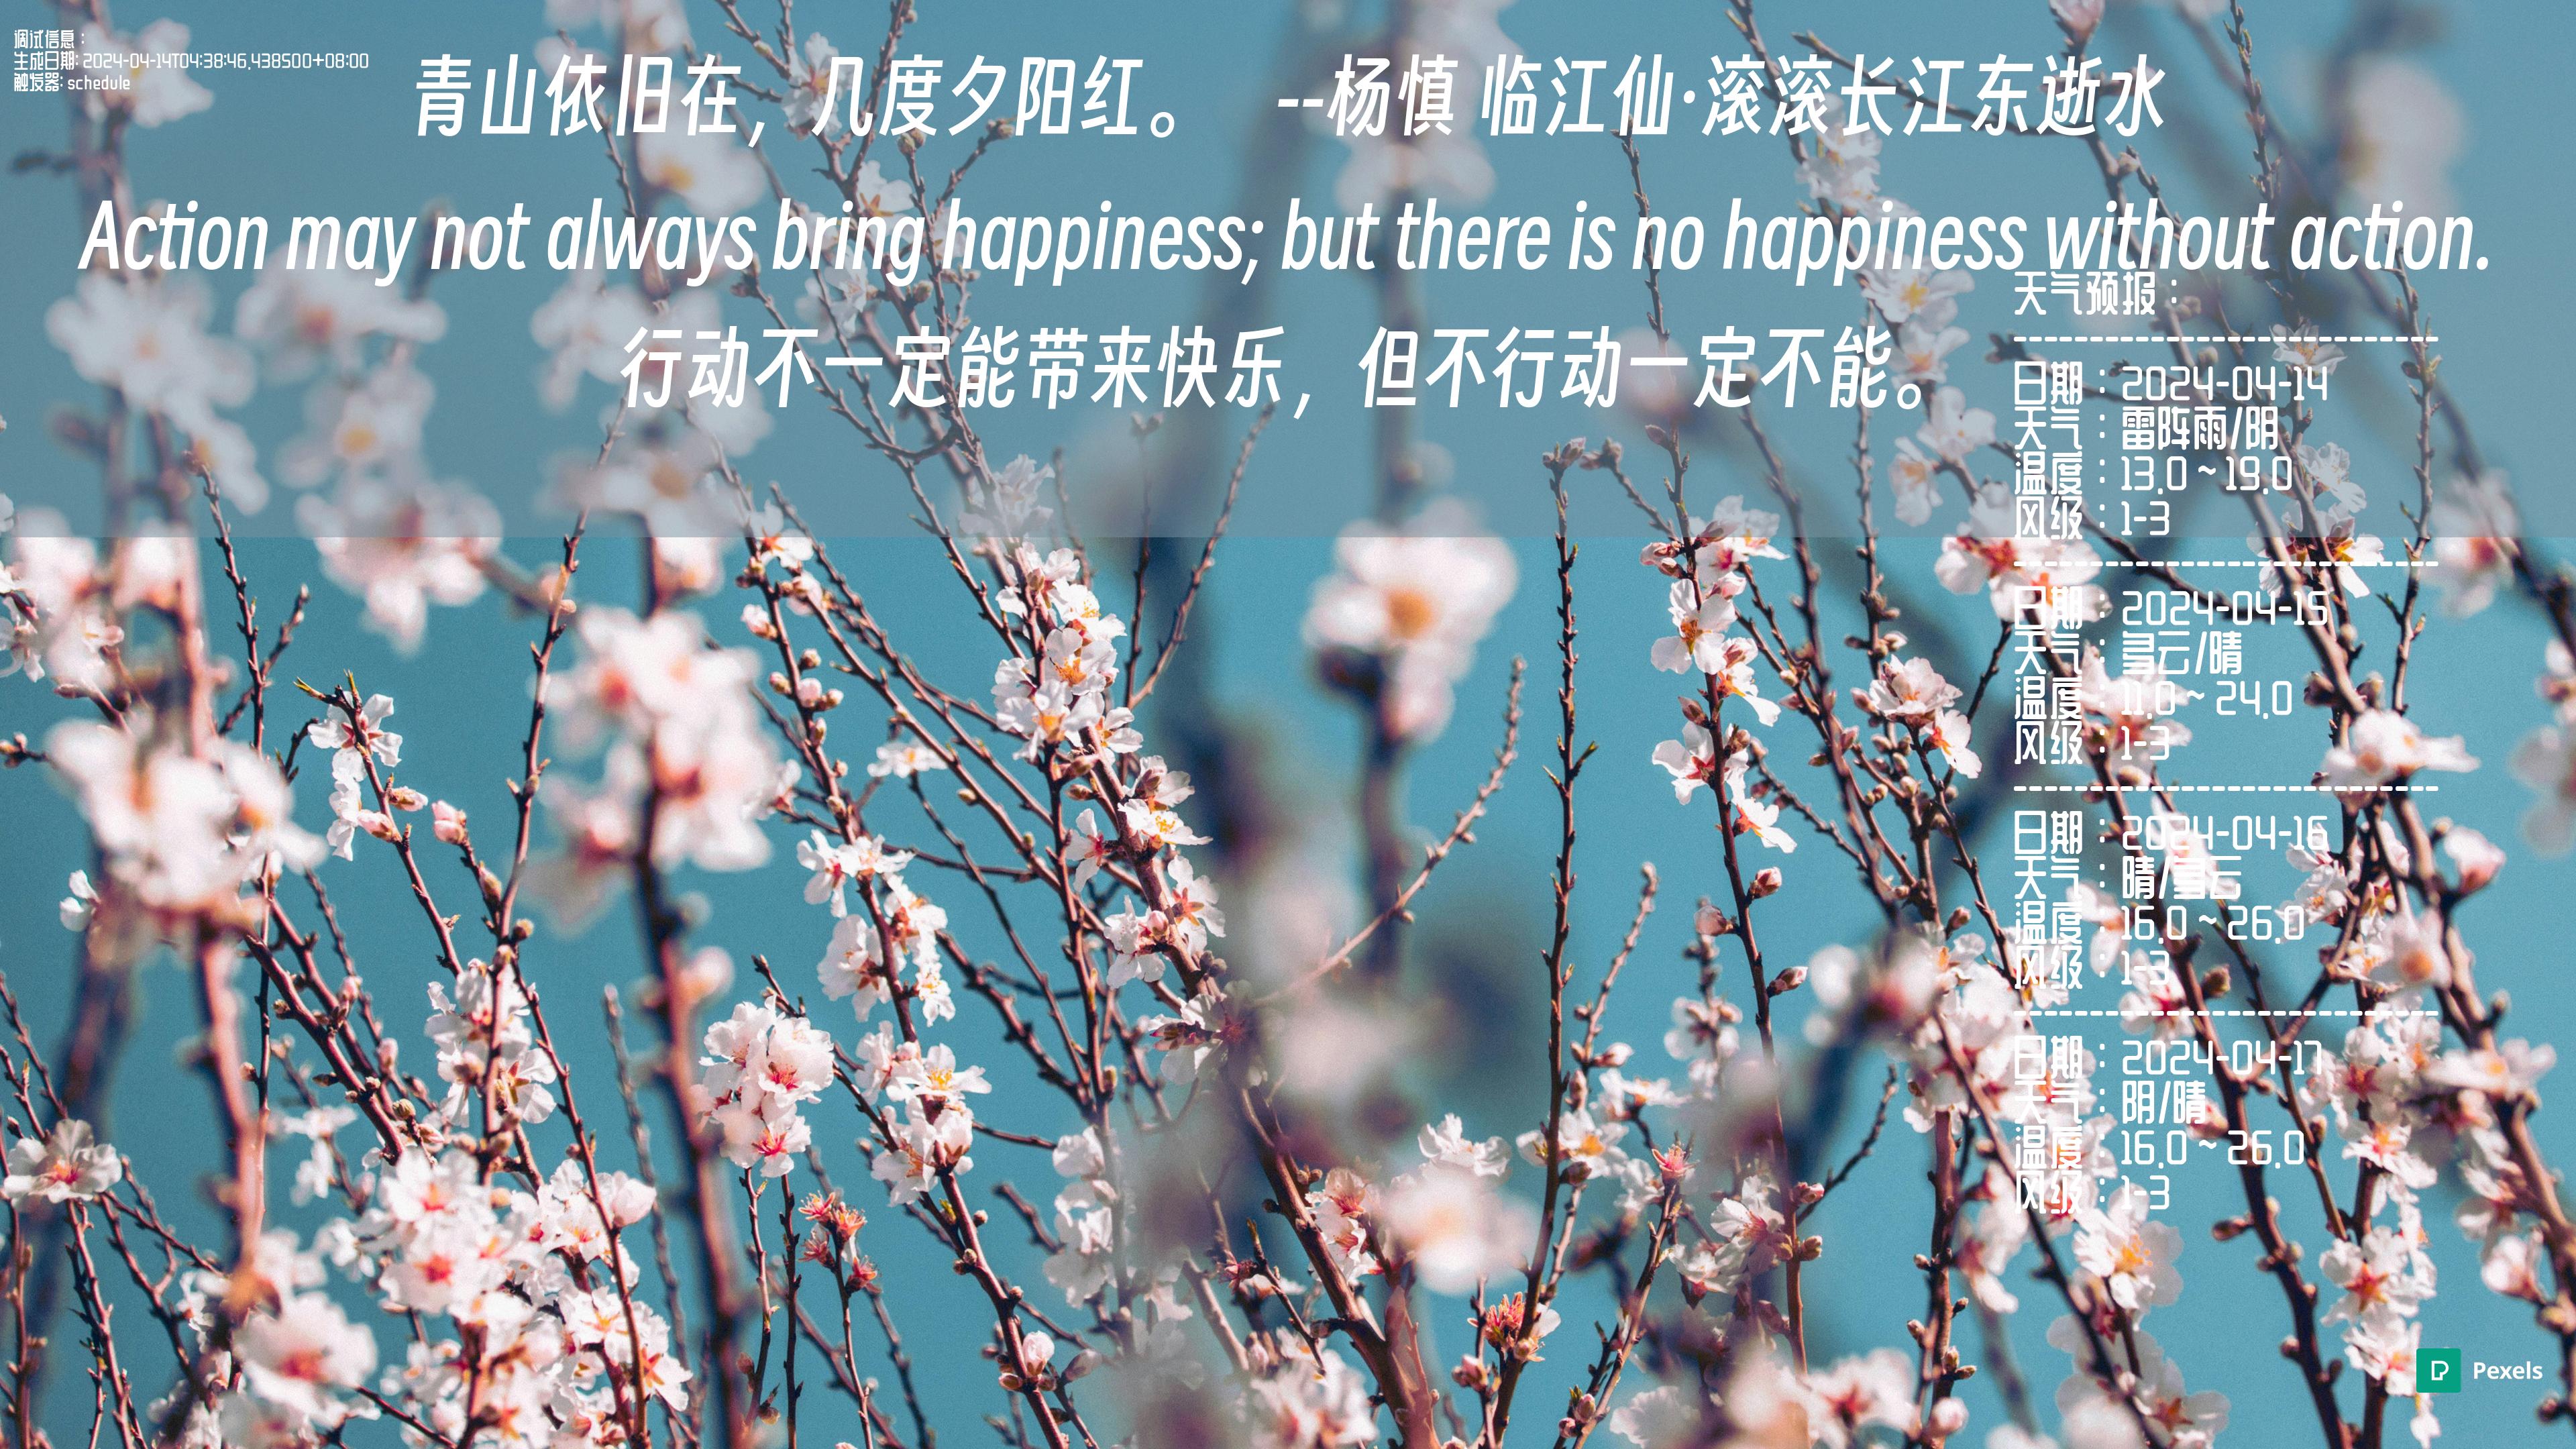 调试信息：
生成日期: 2024-04-14T04:38:46.438500+08:00
触发器: schedule
青山依旧在，几度夕阳红。 --杨慎 临江仙·滚滚长江东逝水
Action may not always bring happiness; but there is no happiness without action.
行动不一定能带来快乐，但不行动一定不能。
天气预报：
------------------------
日期：2024-04-14
天气：雷阵雨/阴
温度：13.0 ~ 19.0
风级：1-3
------------------------
日期：2024-04-15
天气：多云/晴
温度：11.0 ~ 24.0
风级：1-3
------------------------
日期：2024-04-16
天气：晴/多云
温度：16.0 ~ 26.0
风级：1-3
------------------------
日期：2024-04-17
天气：阴/晴
温度：16.0 ~ 26.0
风级：1-3
Pexels